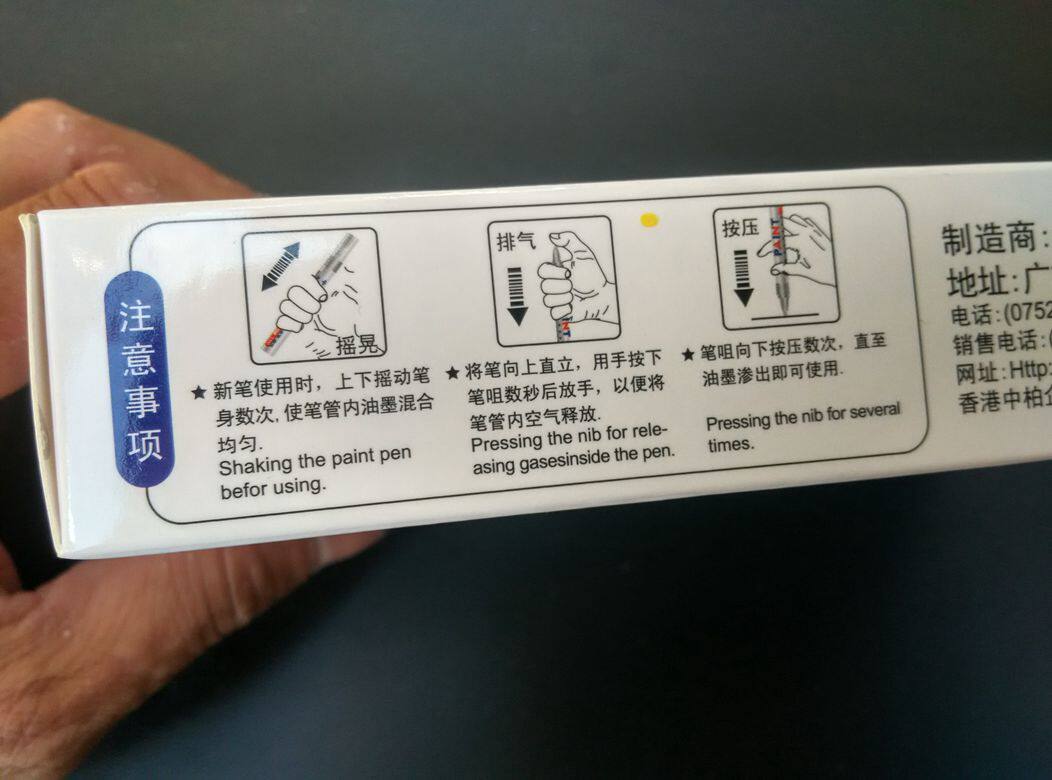 注意事项
摇晃
★ 新笔使用时，上下摇动笔
身数次, 使笔管内油墨混合
均匀.
Shaking the paint pen
befor using.
排气
PAINT
★ 将笔向上直立，用手按下
笔咀数秒后放手，以便将
笔管内空气释放.
Pressing the nib for rele-
asing gasesinside the pen.
按压
PAINT
★ 笔咀向下按压数次，直至
油墨渗出即可使用.
Pressing the nib for several
times.
制造商:
地址:广
电话:(0752
销售电话:(
网址:Http:
香港中柏企